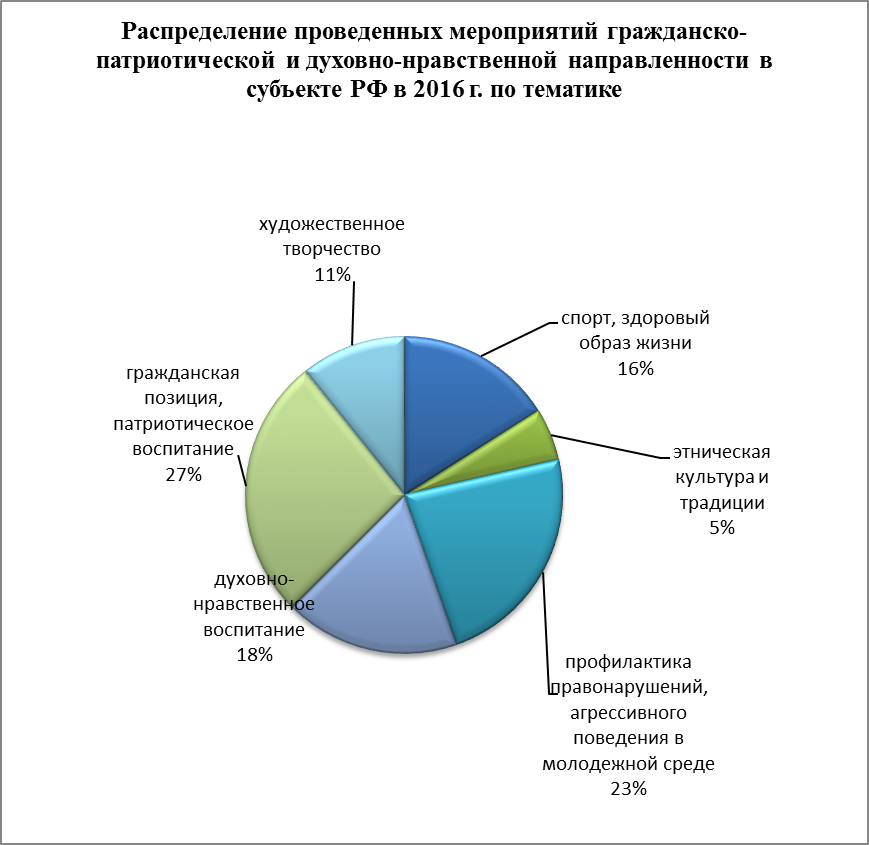 Распределение проведенных мероприятий гражданско-
патриотической и духовно-нравственной направленности в
субъекте РФ в 2016 г. по тематике
художественное
творчество
11%
спорт, здоровый
образ жизни
16%
гражданская
позиция,
патриотическое
воспитание
27%
этническая
культура и
традиции
5%
духовно-
нравственное
воспитание
18%
профилактика
правонарушений,
агрессивного
поведения в
молодежной среде
23%